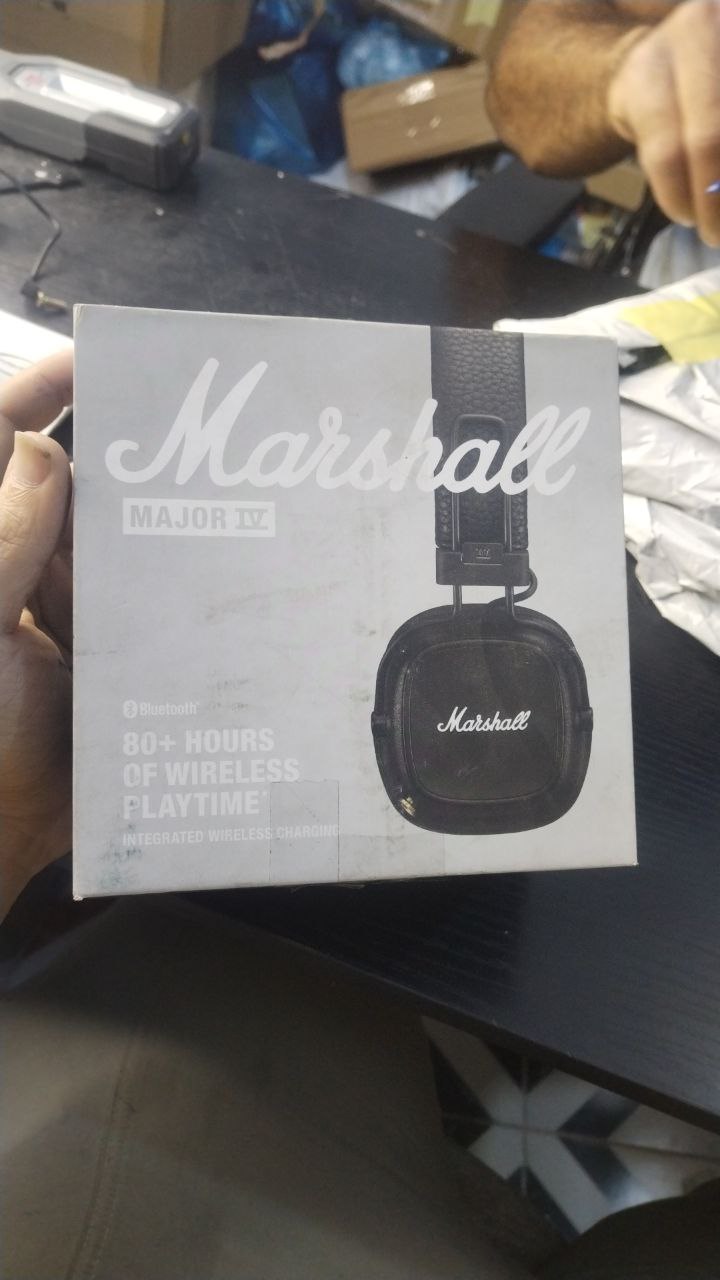 Marshall
MAJOR IV
Marshall
Bluetooth
80+ HOURS
OF WIRELESS
PLAYTIME*
INTEGRATED WIRELESS CHARGING